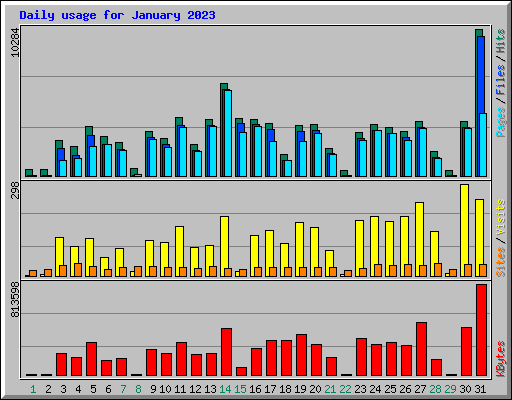 Daily usage for January 2023
10284
Pages / Files / Hits
298
Sites / Visits
813598
KBytes
1 2 3 4 5 6 7 8 9 10 11 12 13 14 15 16 17 18 19 20 21 22 23 24 25 26 27 28 29 30 31